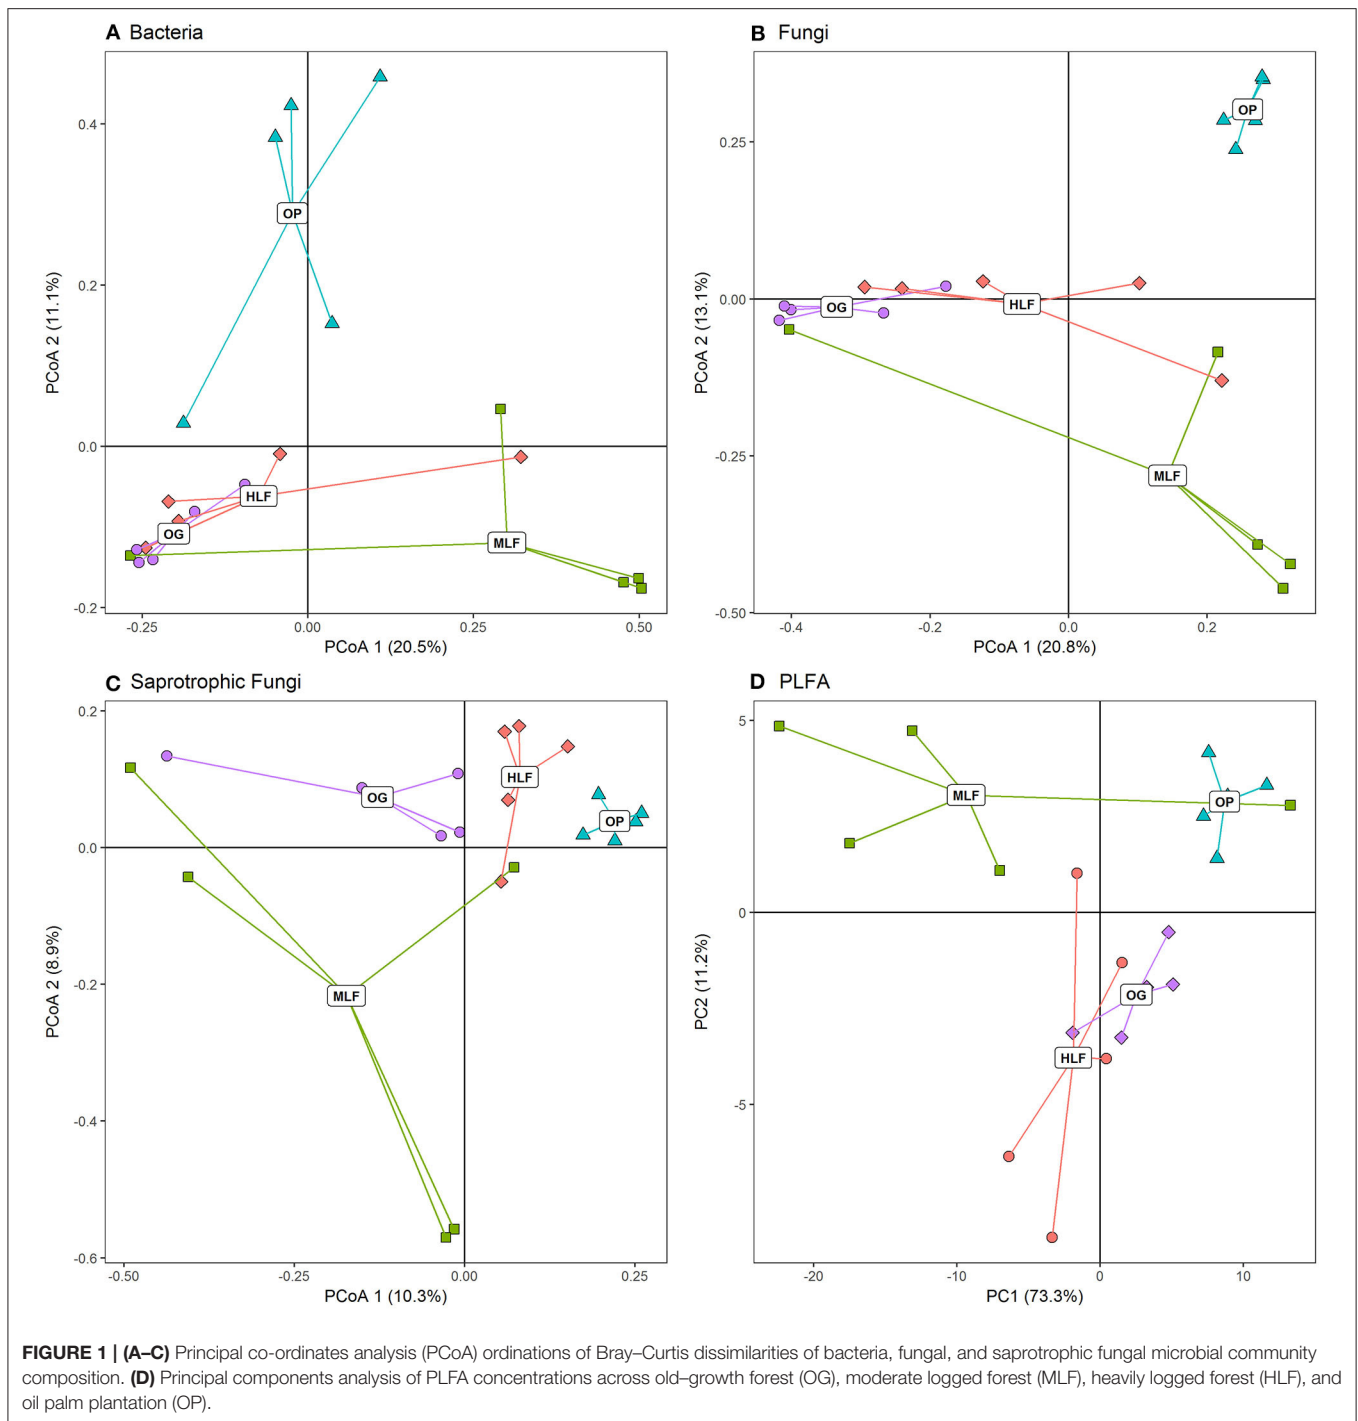 A Bacteria
0.4
0.2
0.0
-0.2
PCoA 2 (11.1%)
OP
HLF
OG
MLF
-0.25
0.00
0.25
0.50
PCoA 1 (20.5%)
B Fungi
0.25
0.00
-0.25
-0.50
PCoA 2 (13.1%)
OP
OG
HLF
MLF
-0.4
-0.2
0.0
0.2
PCoA 1 (20.8%)
C Saprotrophic Fungi
0.2
0.0
-0.2
-0.4
-0.6
PCoA 2 (8.9%)
OG
HLF
OP
MLF
-0.50
-0.25
0.00
0.25
PCoA 1 (10.3%)
D PLFA
5
0
-5
PC2 (11.2%)
MLF
OP
OG
HLF
-20
-10
0
10
PC1 (73.3%)
FIGURE 1 | (A–C) Principal co-ordinates analysis (PCoA) ordinations of Bray–Curtis dissimilarities of bacteria, fungal, and saprotrophic fungal microbial community
composition. (D) Principal components analysis of PLFA concentrations across old–growth forest (OG), moderate logged forest (MLF), heavily logged forest (HLF), and
oil palm plantation (OP).